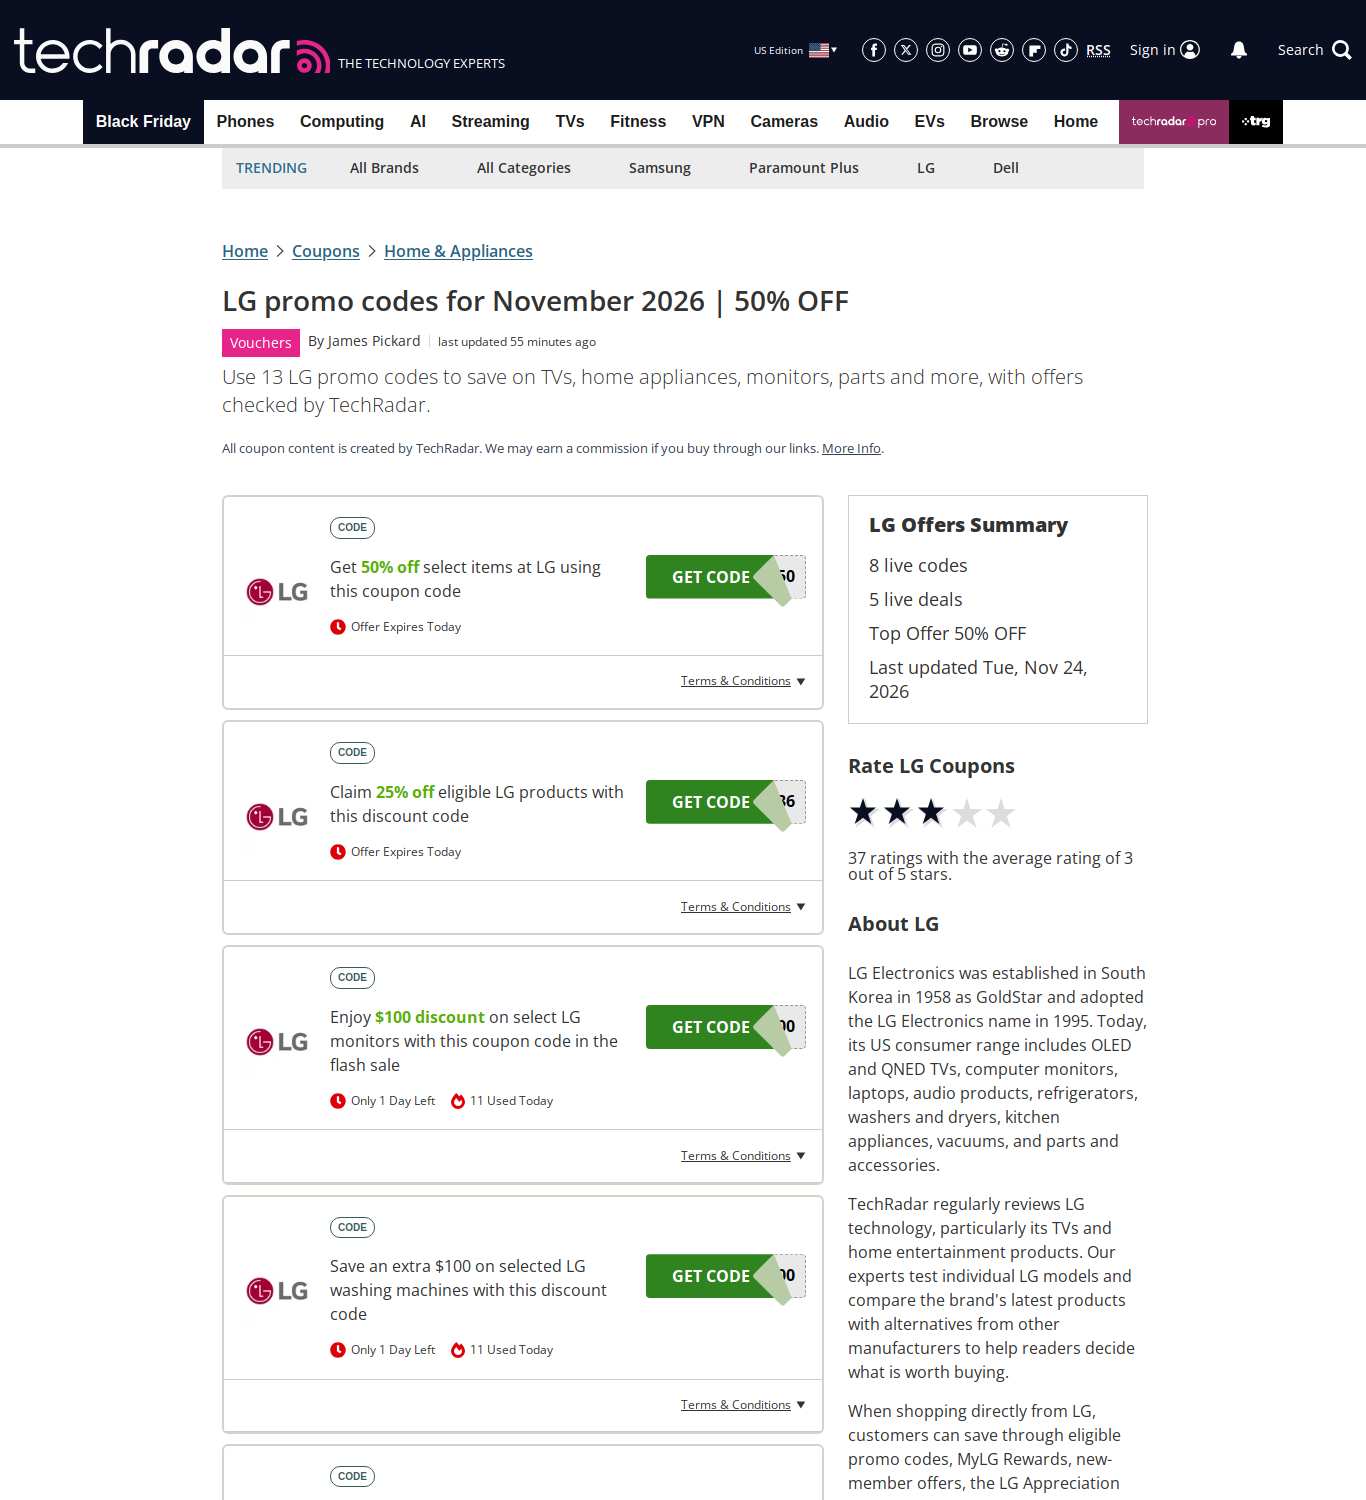 techradar THE TECHNOLOGY EXPERTS
US Edition RSS Sign in Search
Black Friday Phones Computing AI Streaming TVs Fitness VPN Cameras Audio EVs Browse Home techradar pro trg
TRENDING All Brands All Categories Samsung Paramount Plus LG Dell
Home Coupons Home & Appliances
LG promo codes for November 2026 | 50% OFF
Vouchers By James Pickard last updated 55 minutes ago
Use 13 LG promo codes to save on TVs, home appliances, monitors, parts and more, with offers
checked by TechRadar.
All coupon content is created by TechRadar. We may earn a commission if you buy through our links. More Info.
CODE
Get 50% off select items at LG using
this coupon code
LG
GET CODE 50
Offer Expires Today
Terms & Conditions
CODE
Claim 25% off eligible LG products with
this discount code
LG
GET CODE 36
Offer Expires Today
Terms & Conditions
CODE
Enjoy $100 discount on select LG
monitors with this coupon code in the
flash sale
LG
GET CODE 00
Only 1 Day Left 11 Used Today
Terms & Conditions
CODE
Save an extra $100 on selected LG
washing machines with this discount
code
LG
GET CODE 00
Only 1 Day Left 11 Used Today
Terms & Conditions
CODE
LG Offers Summary
8 live codes
5 live deals
Top Offer 50% OFF
Last updated Tue, Nov 24,
2026
Rate LG Coupons
37 ratings with the average rating of 3
out of 5 stars.
About LG
LG Electronics was established in South
Korea in 1958 as GoldStar and adopted
the LG Electronics name in 1995. Today,
its US consumer range includes OLED
and QNED TVs, computer monitors,
laptops, audio products, refrigerators,
washers and dryers, kitchen
appliances, vacuums, and parts and
accessories.
TechRadar regularly reviews LG
technology, particularly its TVs and
home entertainment products. Our
experts test individual LG models and
compare the brand's latest products
with alternatives from other
manufacturers to help readers decide
what is worth buying.
When shopping directly from LG,
customers can save through eligible
promo codes, MyLG Rewards, new-
member offers, the LG Appreciation